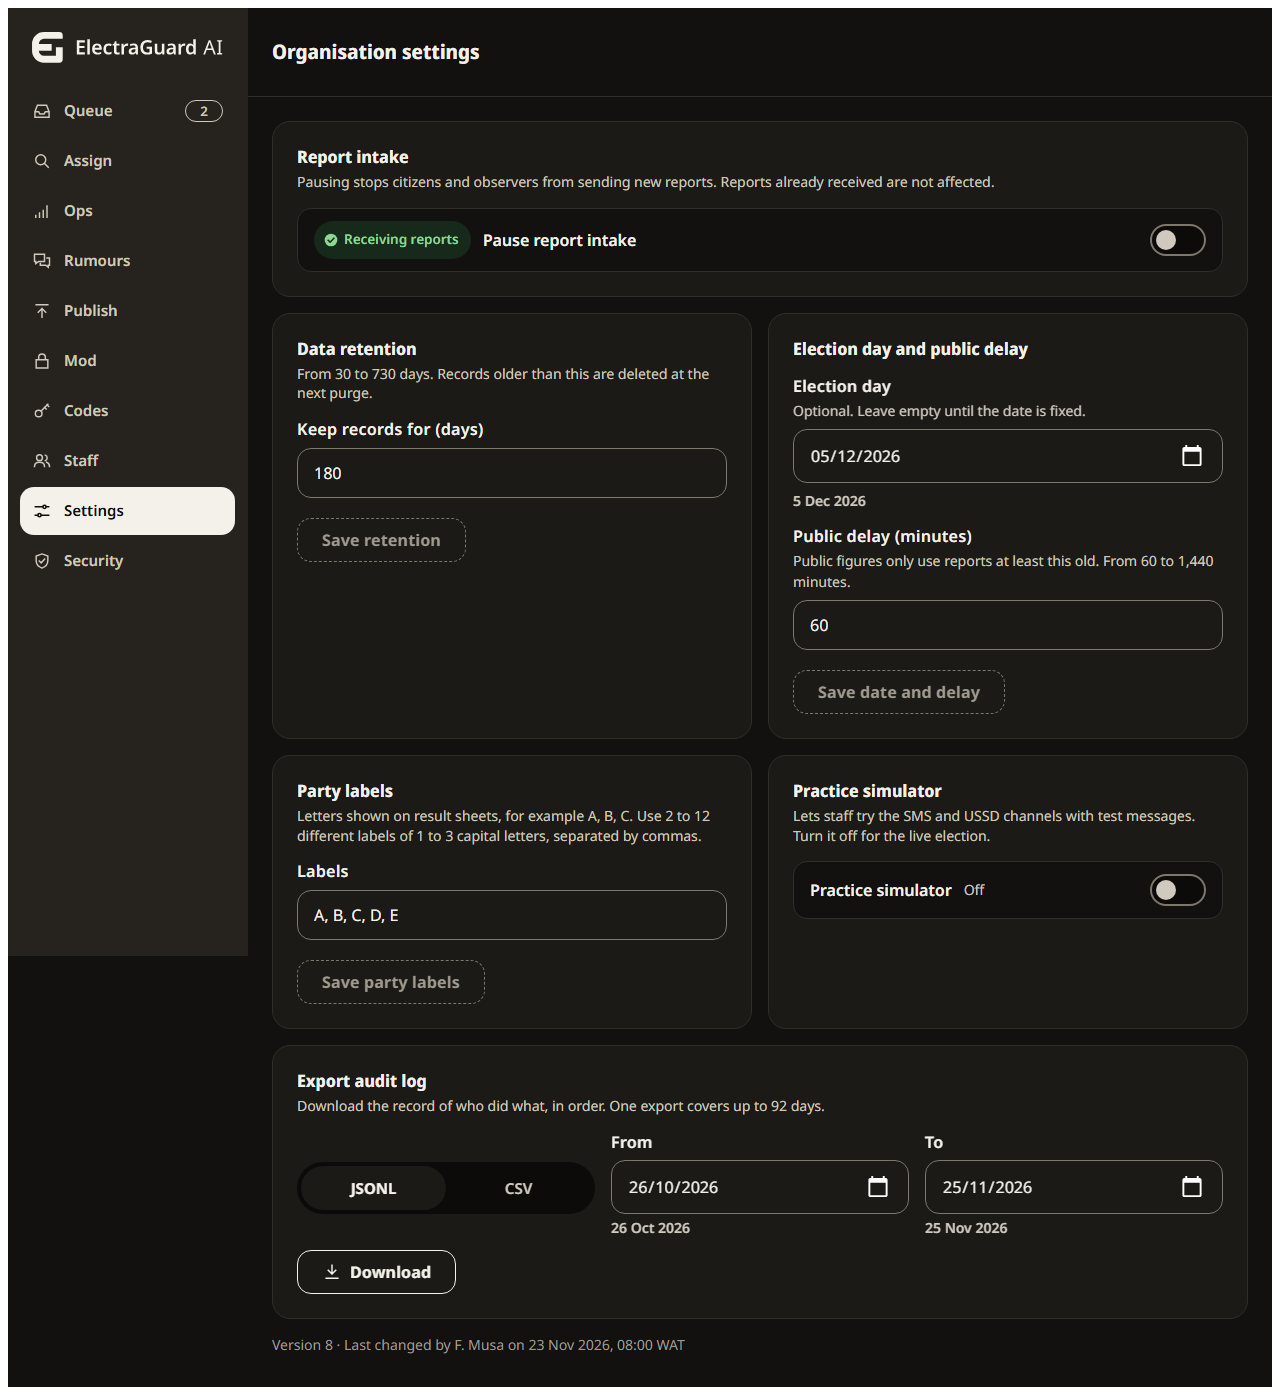 ElectraGuard AI
Queue 2
Assign
Ops
Rumours
Publish
Mod
Codes
Staff
Settings
Security
Organisation settings
Report intake
Pausing stops citizens and observers from sending new reports. Reports already received are not affected.
Receiving reports Pause report intake
Data retention
From 30 to 730 days. Records older than this are deleted at the
next purge.
Keep records for (days)
180
Save retention
Election day and public delay
Election day
Optional. Leave empty until the date is fixed.
05/12/2026
5 Dec 2026
Public delay (minutes)
Public figures only use reports at least this old. From 60 to 1,440
minutes.
60
Save date and delay
Party labels
Letters shown on result sheets, for example A, B, C. Use 2 to 12
different labels of 1 to 3 capital letters, separated by commas.
Labels
A, B, C, D, E
Save party labels
Practice simulator
Lets staff try the SMS and USSD channels with test messages.
Turn it off for the live election.
Practice simulator Off
Export audit log
Download the record of who did what, in order. One export covers up to 92 days.
JSONL CSV
From
26/10/2026
26 Oct 2026
To
25/11/2026
25 Nov 2026
Download
Version 8 · Last changed by F. Musa on 23 Nov 2026, 08:00 WAT